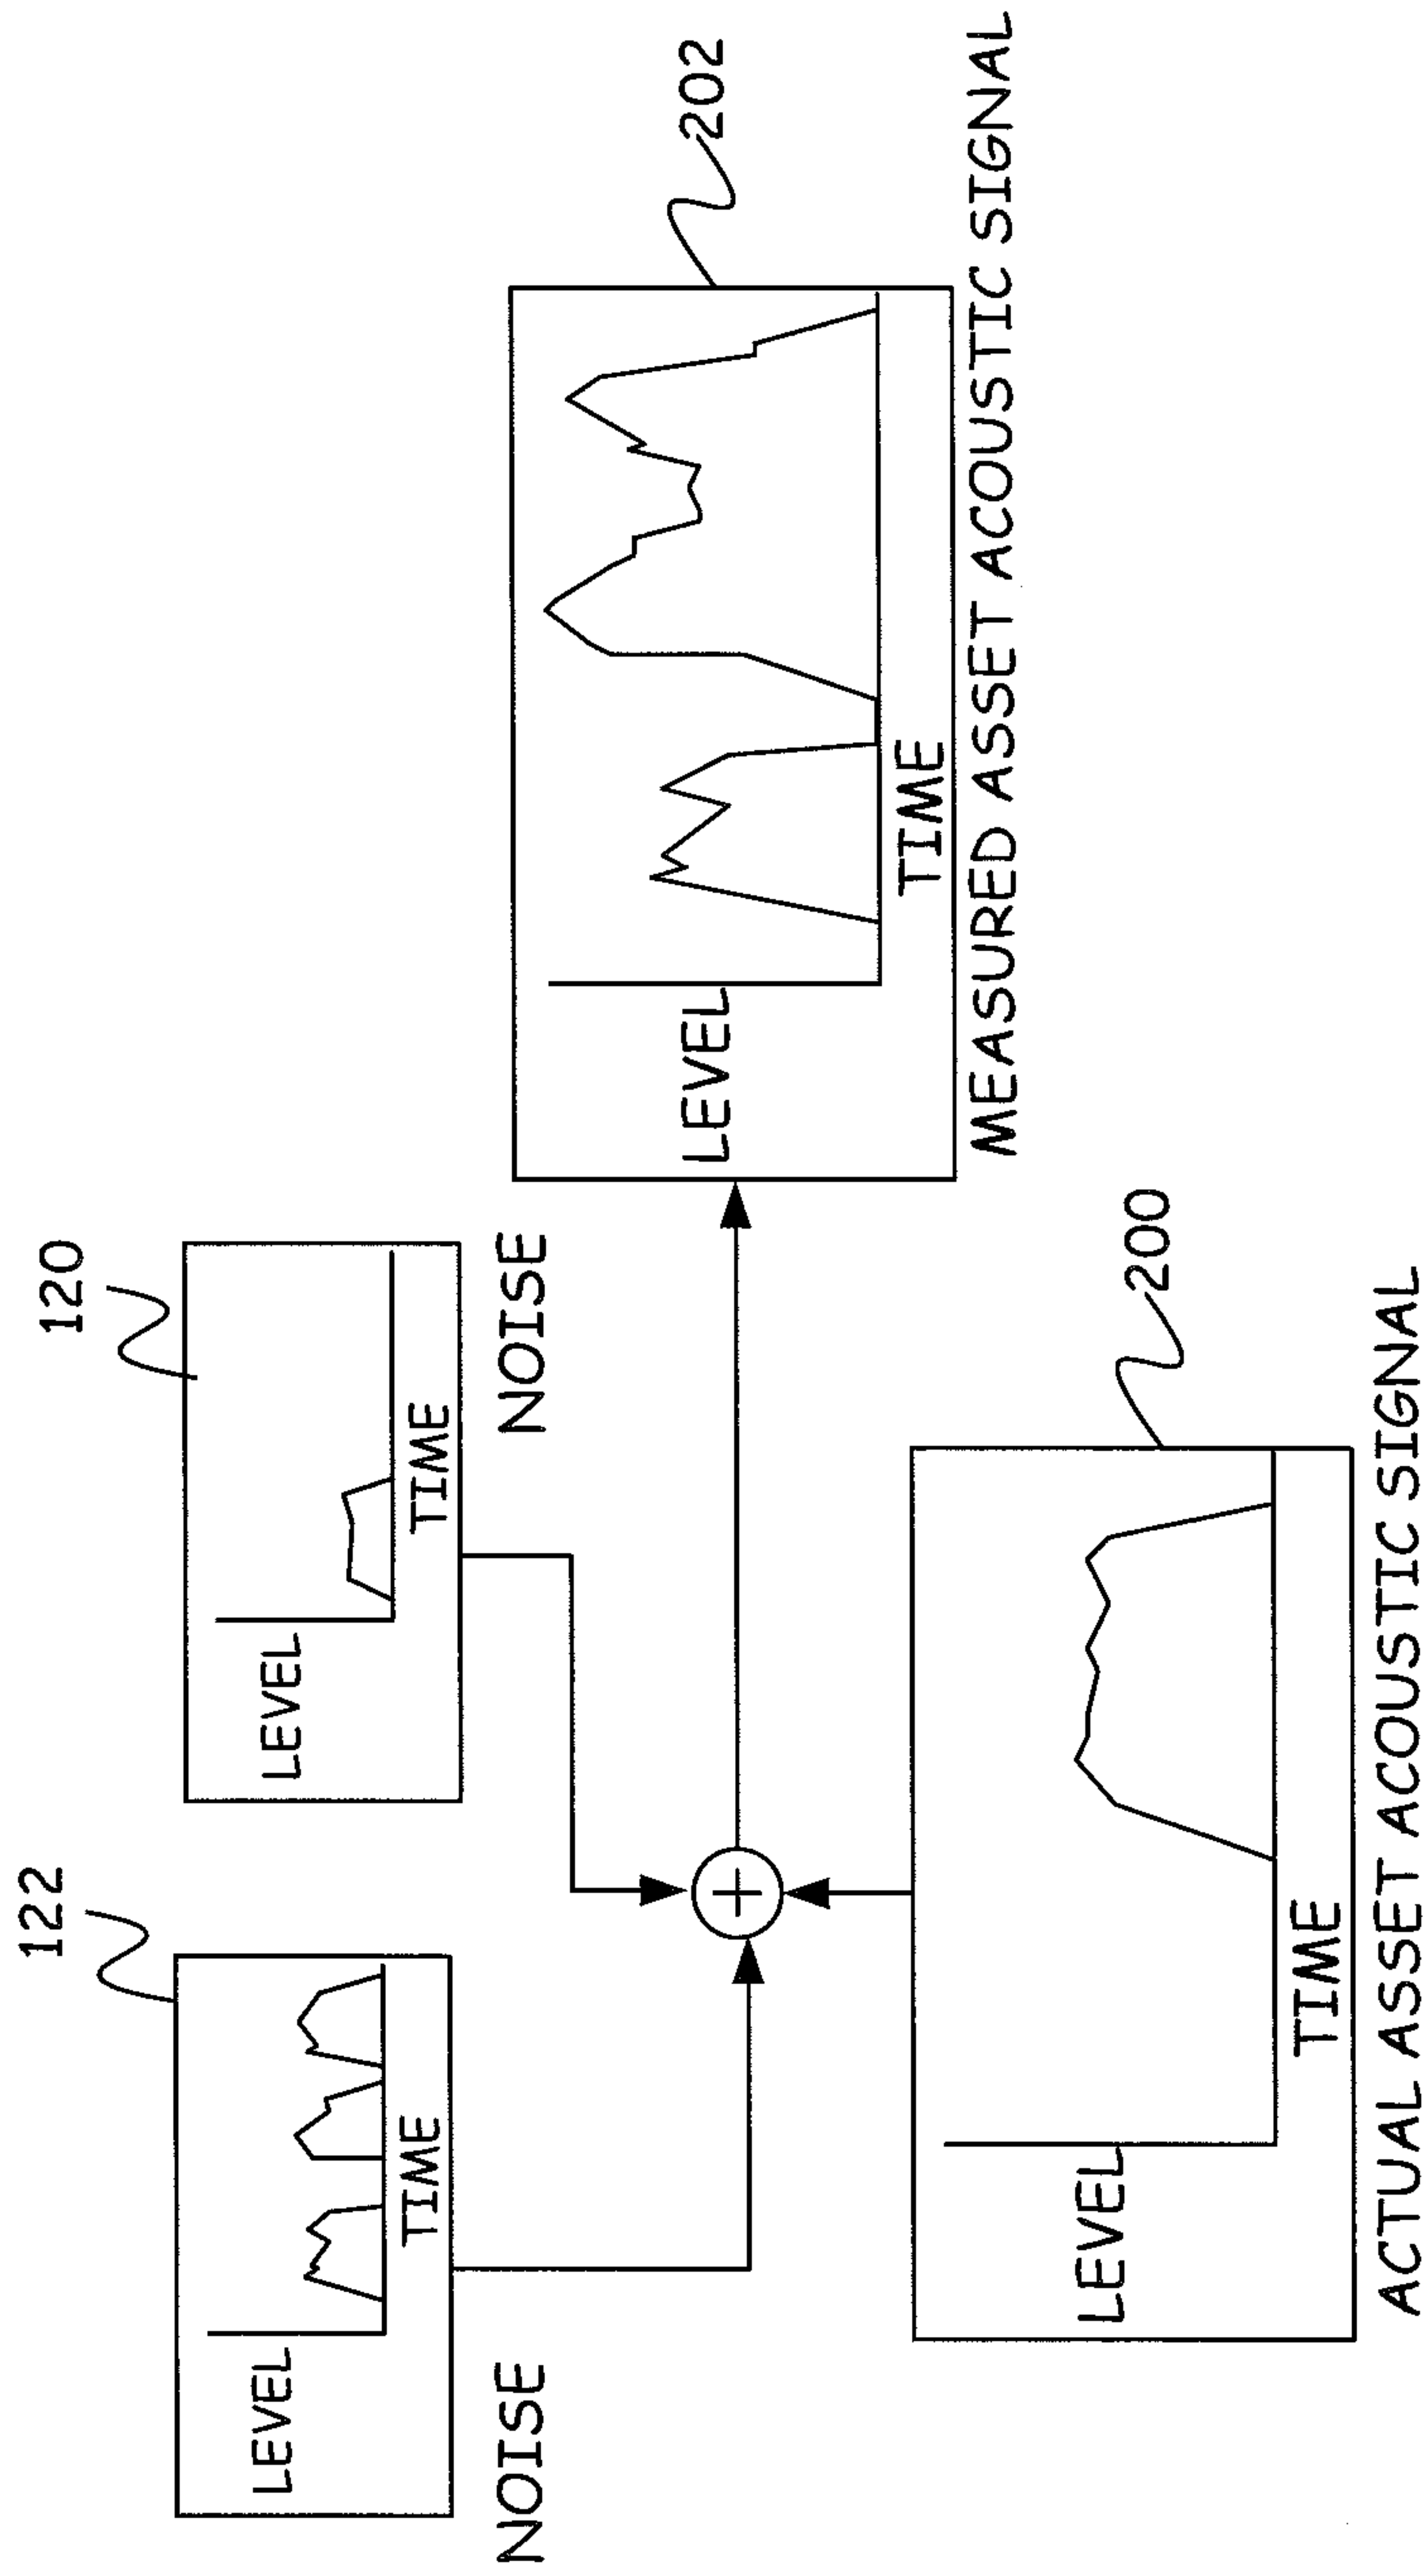 122
LEVEL
TIME
NOISE
120
LEVEL
TIME
NOISE
+
202
LEVEL
TIME
MEASURED ASSET ACOUSTIC SIGNAL
200
LEVEL
TIME
ACTUAL ASSET ACOUSTIC SIGNAL